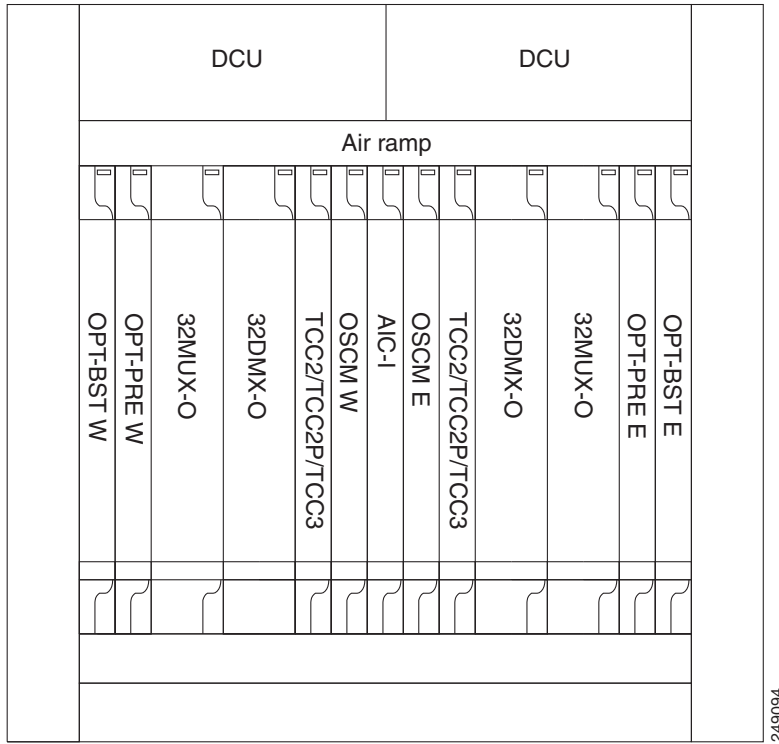 DCU
DCU
Air ramp
OPT-BST W
OPT-PRE W
32MUX-O
32DMX-O
TCC2/TCC2P/TCC3
OSCM W
AIC-I
OSCM E
TCC2/TCC2P/TCC3
32DMX-O
32MUX-O
OPT-PRE E
OPT-BST E
249094